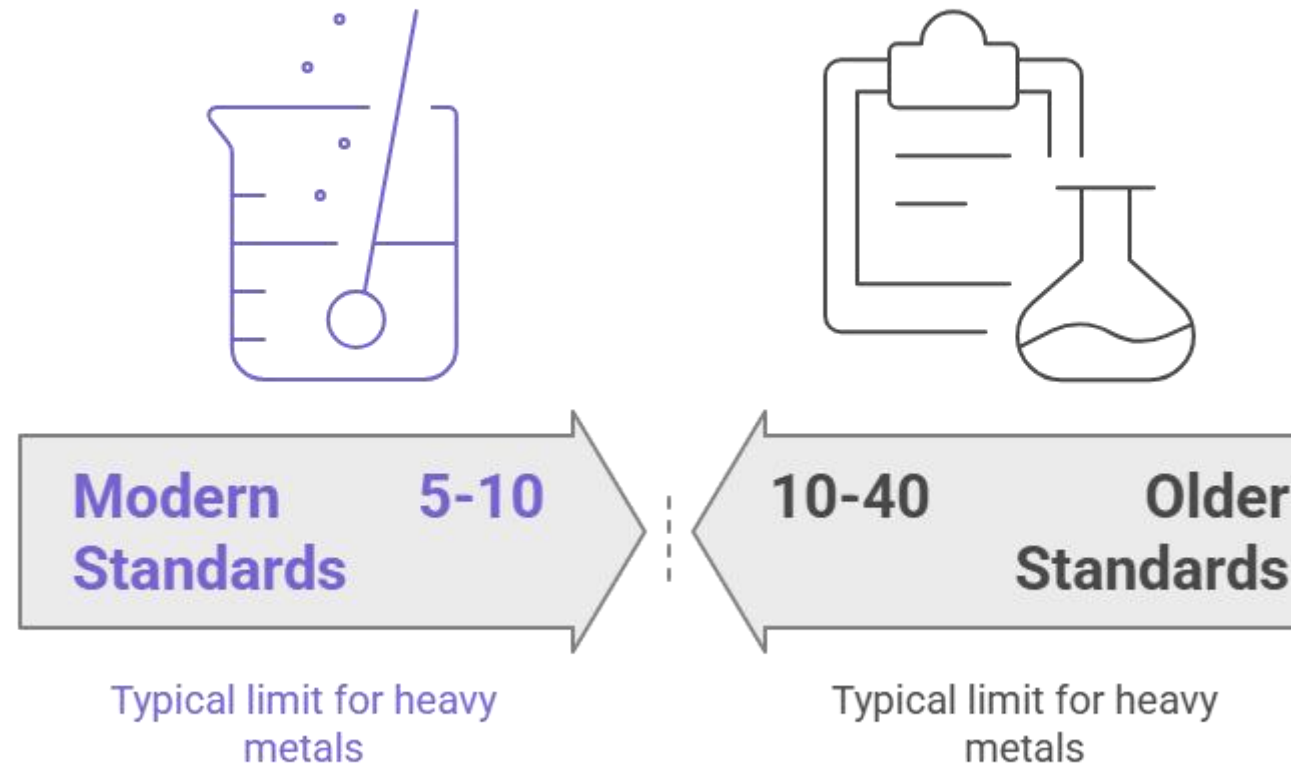 Modern 5-10
Standards
Typical limit for heavy
metals
10-40 Older
Standards
Typical limit for heavy
metals